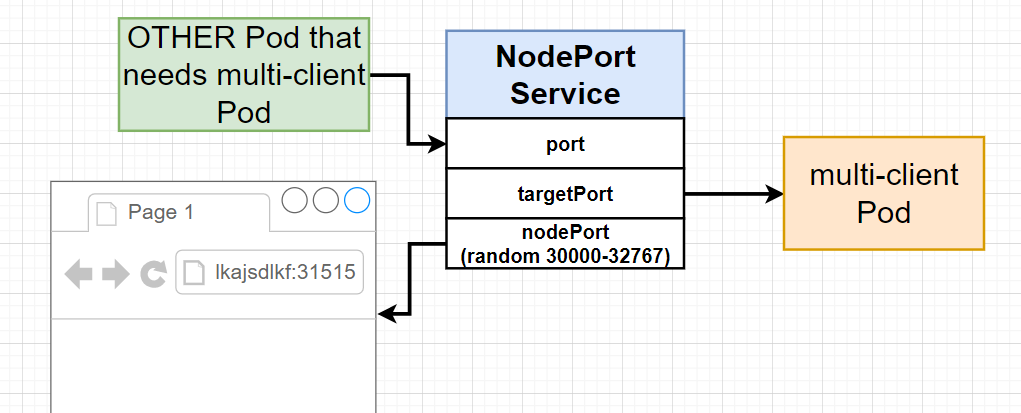 OTHER Pod that
needs multi-client
Pod
NodePort
Service
port
targetPort
nodePort
(random 30000-32767)
multi-client
Pod
Page 1
lkajsdlkf:31515